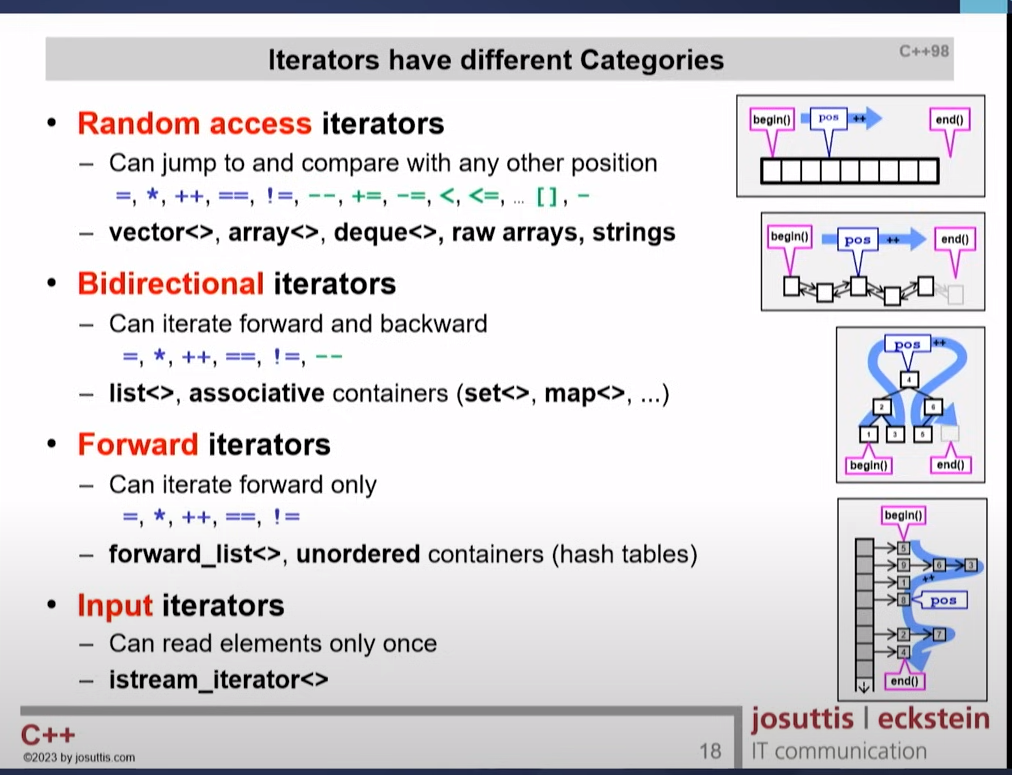 Iterators have different Categories
C++98
• Random access iterators
– Can jump to and compare with any other position
=, *, ++, ==, !=, --, +=, -=, <, <=, … [], -
– vector<>, array<>, deque<>, raw arrays, strings
• Bidirectional iterators
– Can iterate forward and backward
=, *, ++, ==, !=, --
– list<>, associative containers (set<>, map<>, ...)
• Forward iterators
– Can iterate forward only
=, *, ++, ==, !=
– forward_list<>, unordered containers (hash tables)
• Input iterators
– Can read elements only once
– istream_iterator<>
begin() pos ++ end()
begin() pos ++ end()
pos ++
4
2 6
1 3 5
begin() end()
begin()
5
9 6 3
++
1
8 pos
2 7
4
end()
C++
©2023 by josuttis.com
18
josuttis | eckstein
IT communication